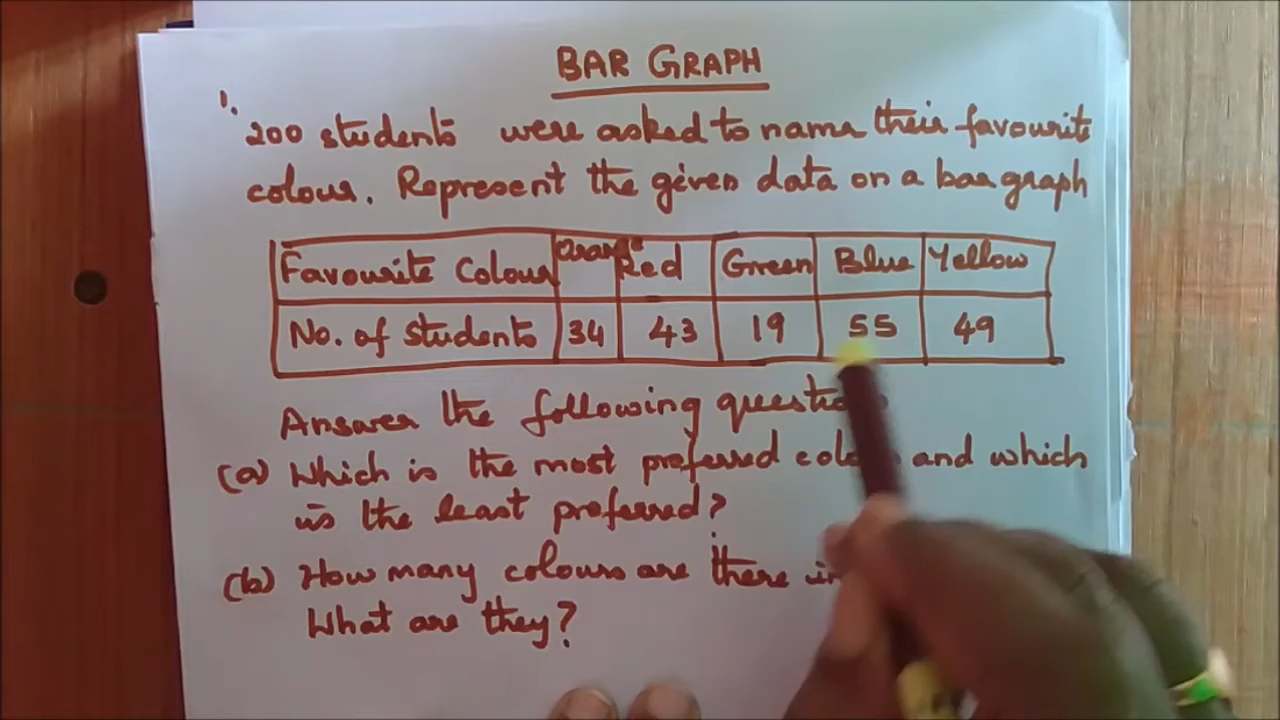 BAR GRAPH
1.
200 students were asked to name their favourite
colour. Represent the given data on a bar graph
Favourite Colour Orange Red Green Blue Yellow
No. of students 34 43 19 55 49
Answer the following
(a) Which is the most preferred and which
is the least preferred?
(b) How many colours are there in
What are they?